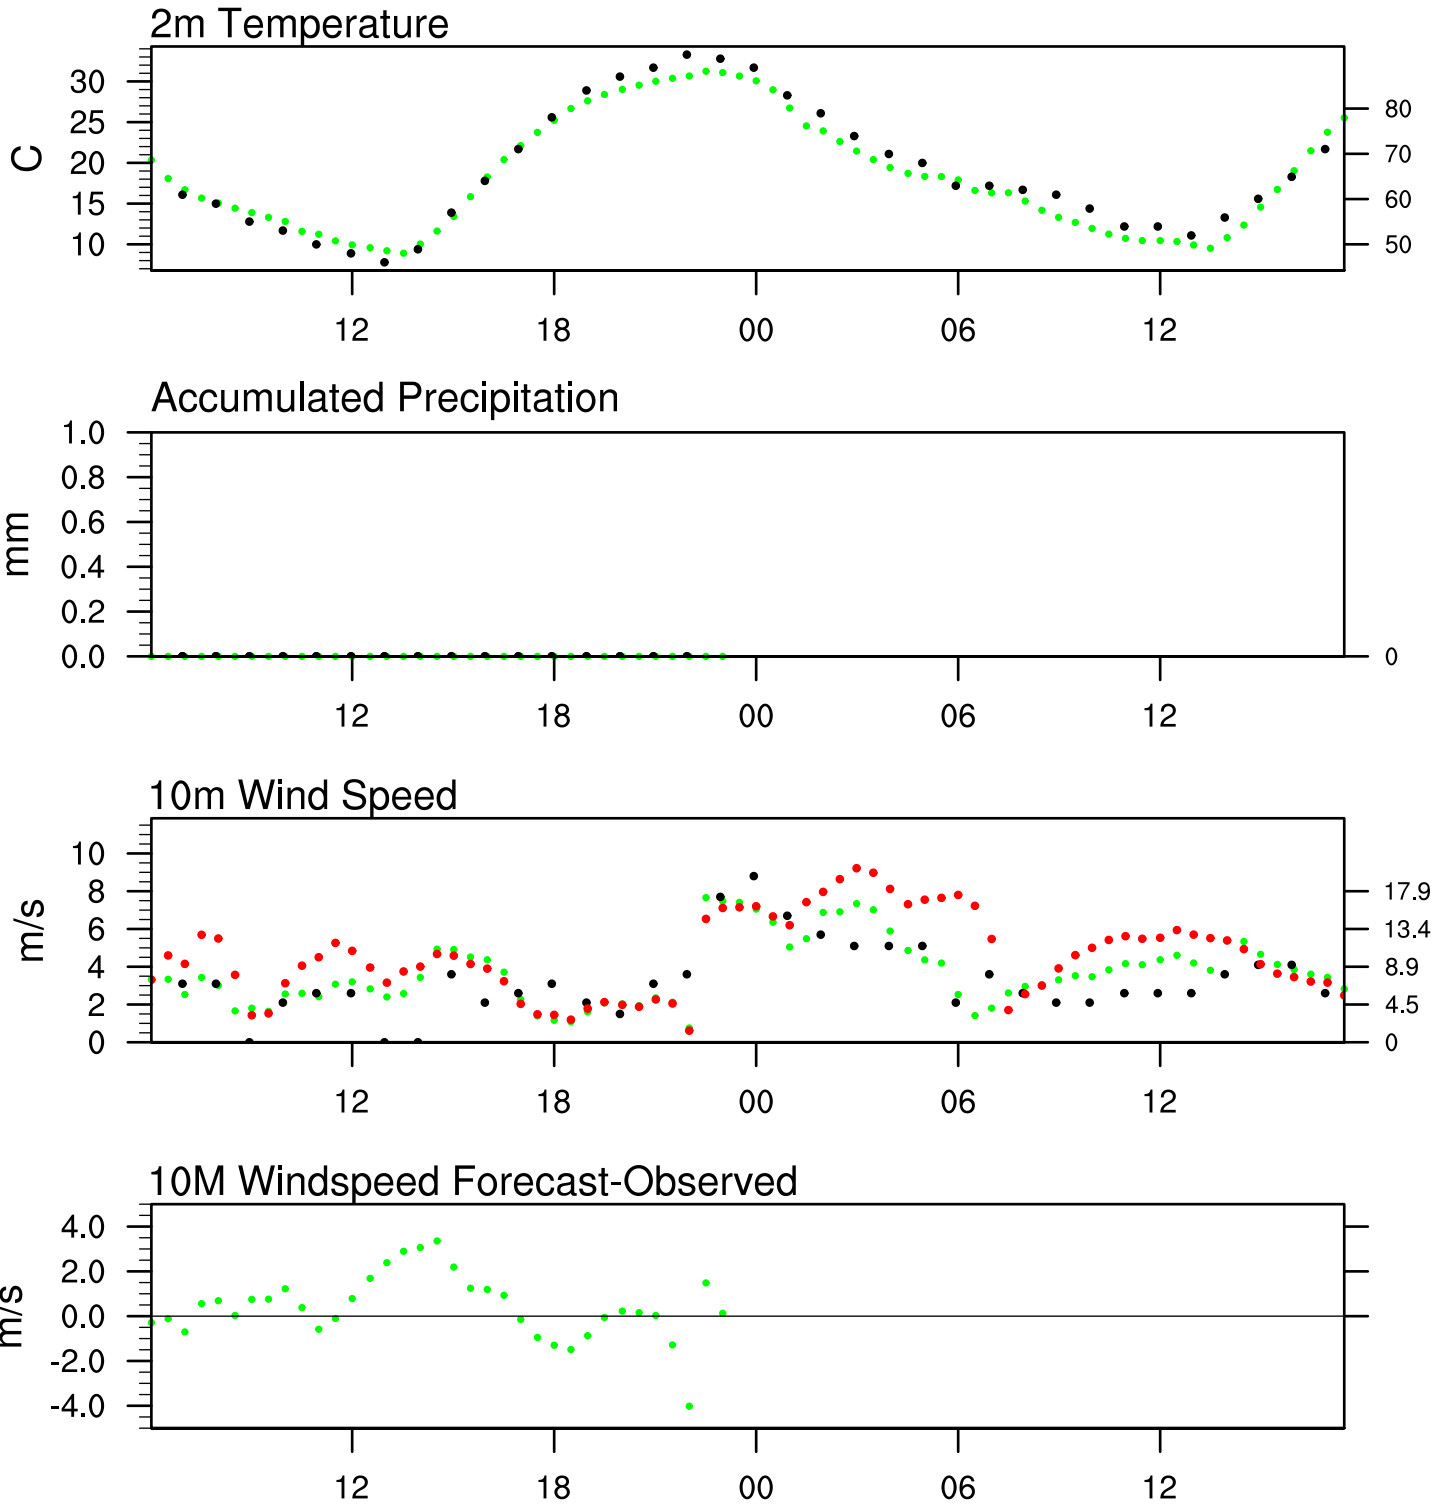 2m Temperature
C
30
25
20
15
10
80
70
60
50
12 18 00 06 12
Accumulated Precipitation
mm
1.0
0.8
0.6
0.4
0.2
0.0
0
12 18 00 06 12
10m Wind Speed
m/s
10
8
6
4
2
0
17.9
13.4
8.9
4.5
0
12 18 00 06 12
10M Windspeed Forecast-Observed
m/s
4.0
2.0
0.0
-2.0
-4.0
12 18 00 06 12